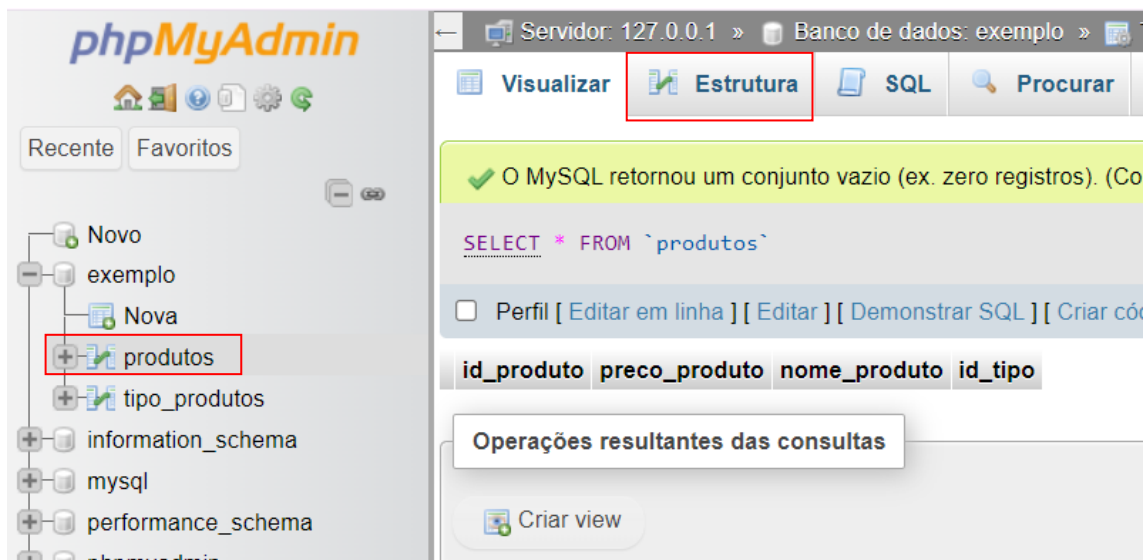 phpMyAdmin
Recente Favoritos
Novo
exemplo
Nova
produtos
tipo_produtos
information_schema
mysql
performance_schema
phpmyadmin
Servidor: 127.0.0.1 » Banco de dados: exemplo »
Visualizar Estrutura SQL Procurar
O MySQL retornou um conjunto vazio (ex. zero registros). (Co
SELECT * FROM `produtos`
Perfil [ Editar em linha ] [ Editar ] [ Demonstrar SQL ] [ Criar cód
id_produto preco_produto nome_produto id_tipo
Operações resultantes das consultas
Criar view